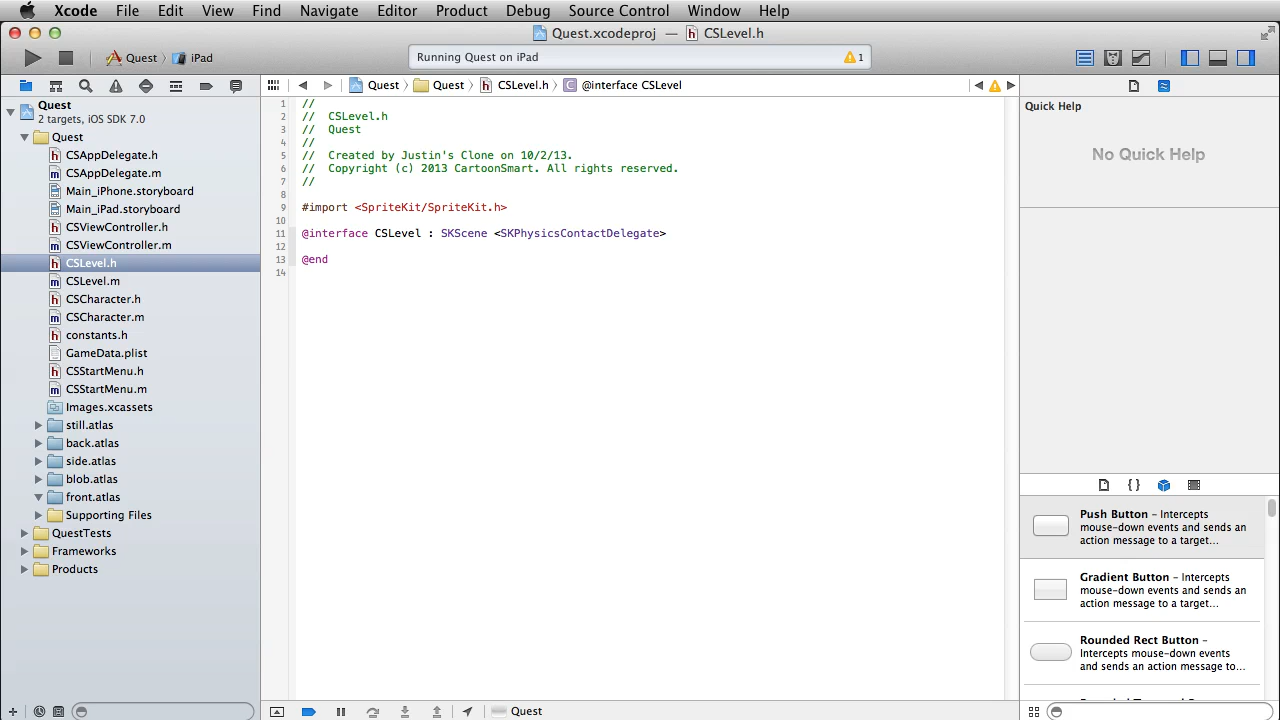 Xcode File Edit View Find Navigate Editor Product Debug Source Control Window Help
Quest.xcodeproj — CSLevel.h
Quest 〉 iPad
Running Quest on iPad
1
Quest 〉 Quest 〉 CSLevel.h 〉 @interface CSLevel
Quest
2 targets, iOS SDK 7.0
Quest
CSAppDelegate.h
CSAppDelegate.m
Main_iPhone.storyboard
Main_iPad.storyboard
CSViewController.h
CSViewController.m
CSLevel.h
CSLevel.m
CSCharacter.h
CSCharacter.m
constants.h
GameData.plist
CSStartMenu.h
CSStartMenu.m
Images.xcassets
still.atlas
back.atlas
side.atlas
blob.atlas
front.atlas
Supporting Files
QuestTests
Frameworks
Products
1 //
2 // CSLevel.h
3 // Quest
4 //
5 // Created by Justin's Clone on 10/2/13.
6 // Copyright (c) 2013 CartoonSmart. All rights reserved.
7 //
8
9 #import <SpriteKit/SpriteKit.h>
10
11 @interface CSLevel : SKScene <SKPhysicsContactDelegate>
12
13 @end
14
Quest
Quick Help
No Quick Help
Push Button – Intercepts
mouse-down events and sends an
action message to a target...
Gradient Button – Intercepts
mouse-down events and sends an
action message to a target...
Rounded Rect Button –
Intercepts mouse-down events
and sends an action message to...